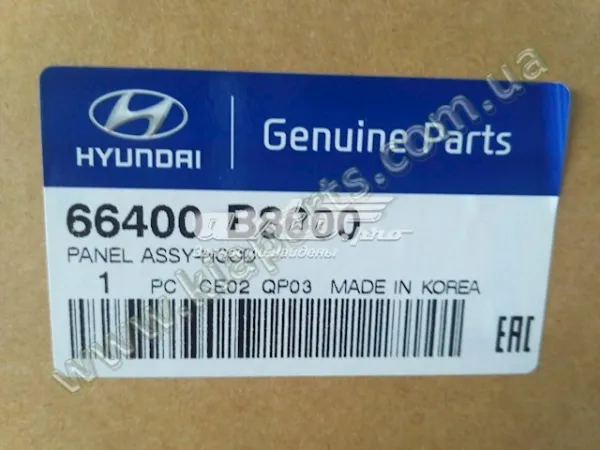 HYUNDAI
Genuine Parts
66400 B8000
PANEL ASSY-HOOD
1 PC CE02 QP03 MADE IN KOREA
EAC
www.kiaparts.com.ua